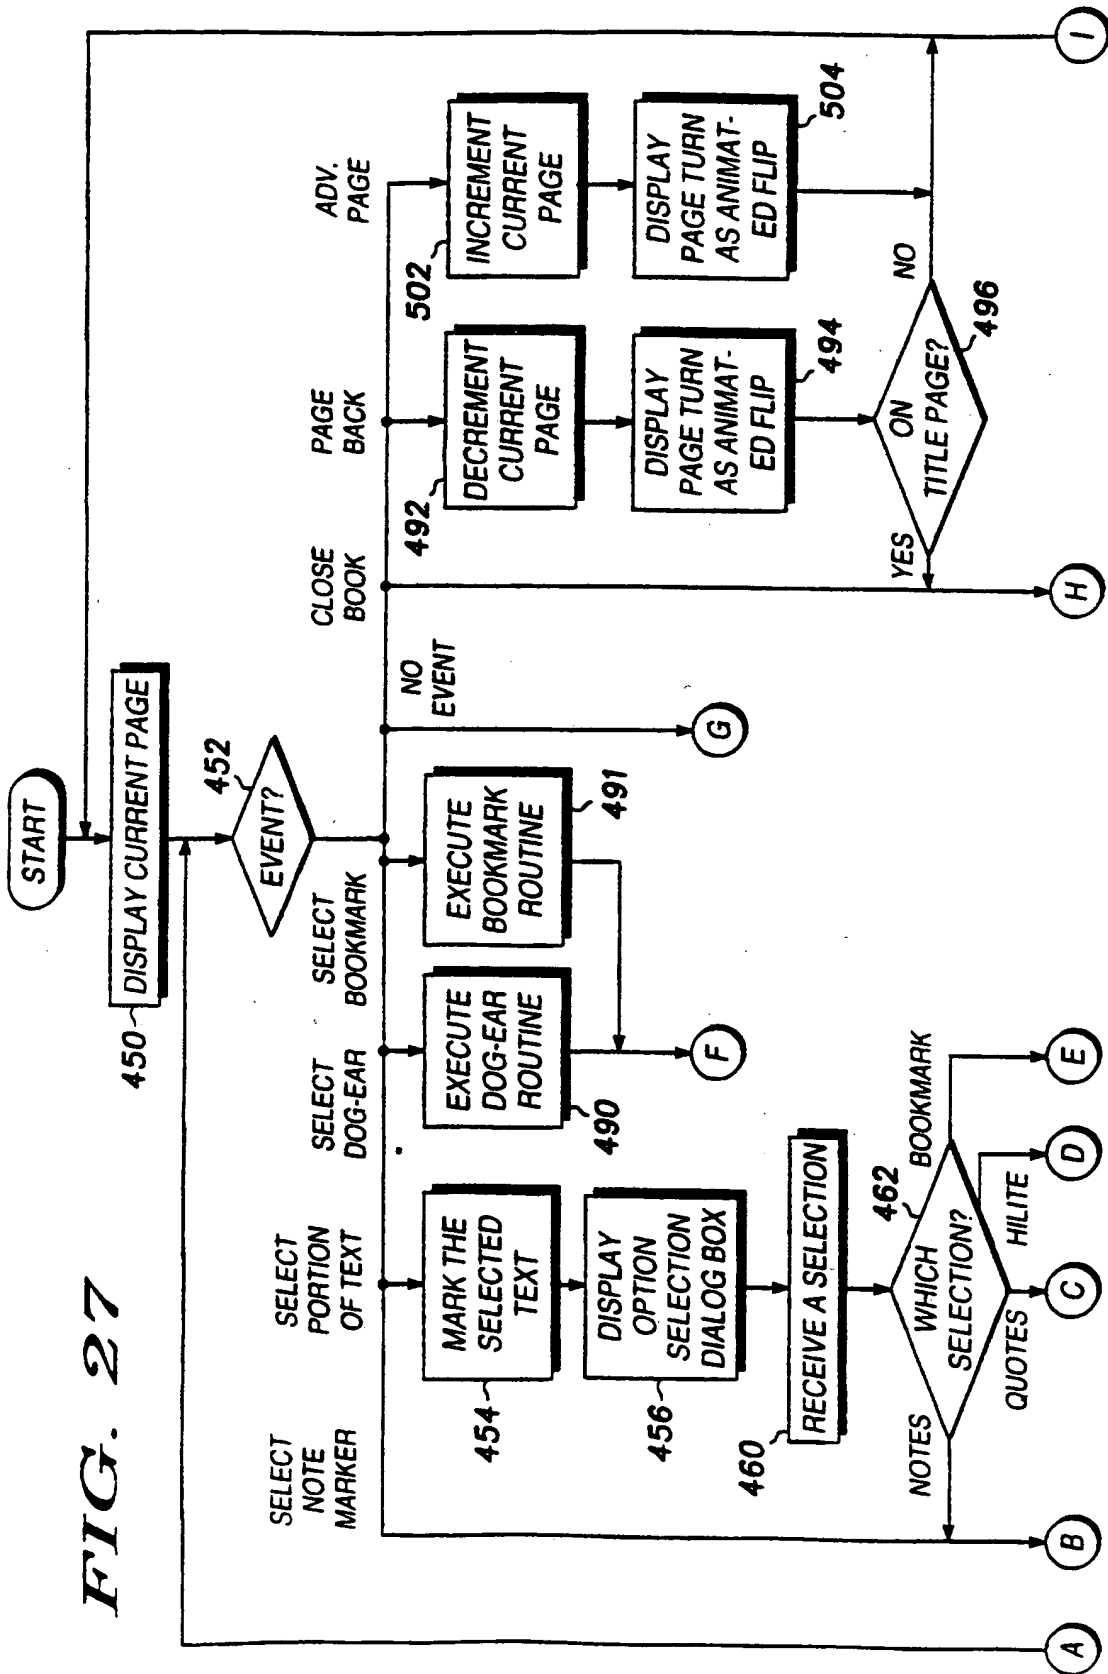 FIG. 27
START
450
DISPLAY CURRENT PAGE
452
EVENT?
SELECT
NOTE
MARKER
SELECT
PORTION
OF TEXT
SELECT
DOG-EAR
SELECT
BOOKMARK
NO
EVENT
CLOSE
BOOK
PAGE
BACK
ADV.
PAGE
454
MARK THE
SELECTED
TEXT
456
DISPLAY
OPTION
SELECTION
DIALOG BOX
460
RECEIVE A SELECTION
462
WHICH
SELECTION?
NOTES
QUOTES
HILITE
BOOKMARK
EXECUTE
DOG-EAR
ROUTINE
490
EXECUTE
BOOKMARK
ROUTINE
491
492
DECREMENT
CURRENT
PAGE
DISPLAY
PAGE TURN
AS ANIMAT-
ED FLIP
494
ON
TITLE PAGE?
496
YES
NO
502
INCREMENT
CURRENT
PAGE
DISPLAY
PAGE TURN
AS ANIMAT-
ED FLIP
504
A
B
C
D
E
F
G
H
I